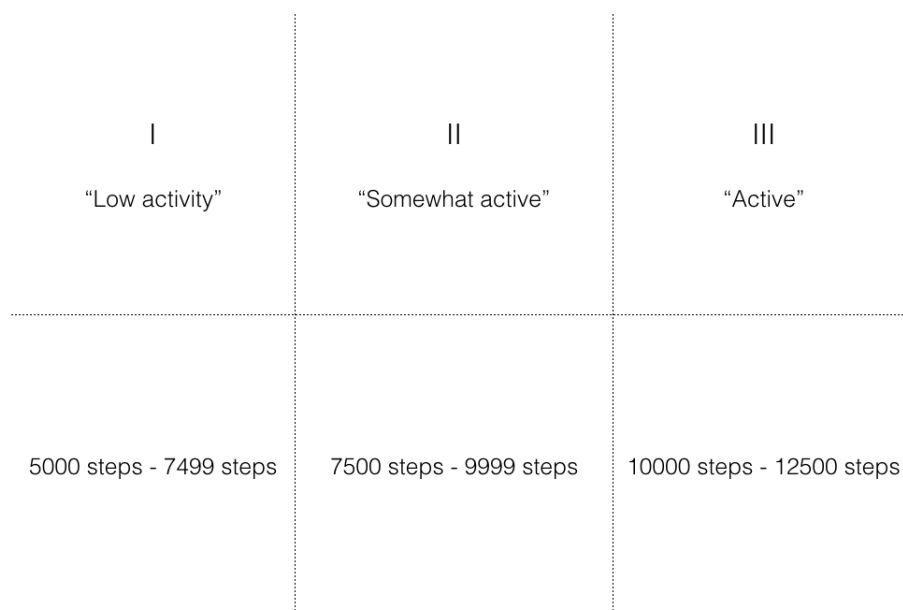 I
II
III
“Low activity”
“Somewhat active”
“Active”
5000 steps - 7499 steps
7500 steps - 9999 steps
10000 steps - 12500 steps